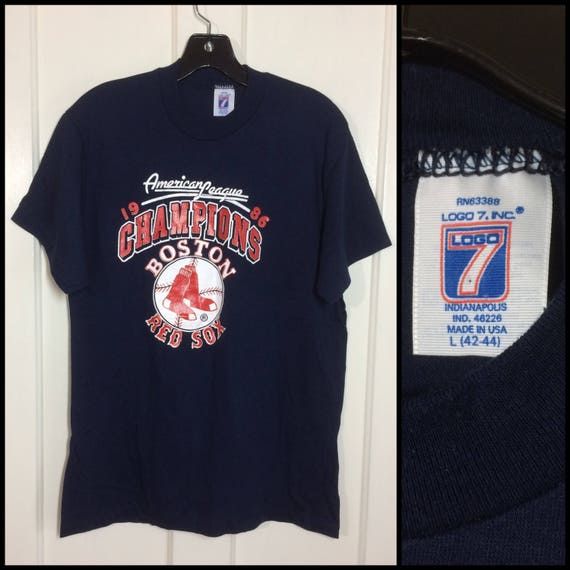 American League
19 86
CHAMPIONS
BOSTON
®
RED SOX
RN63388
LOGO 7, INC.®
LOGO
7
INDIANAPOLIS
IND. 46226
MADE IN USA
L (42-44)